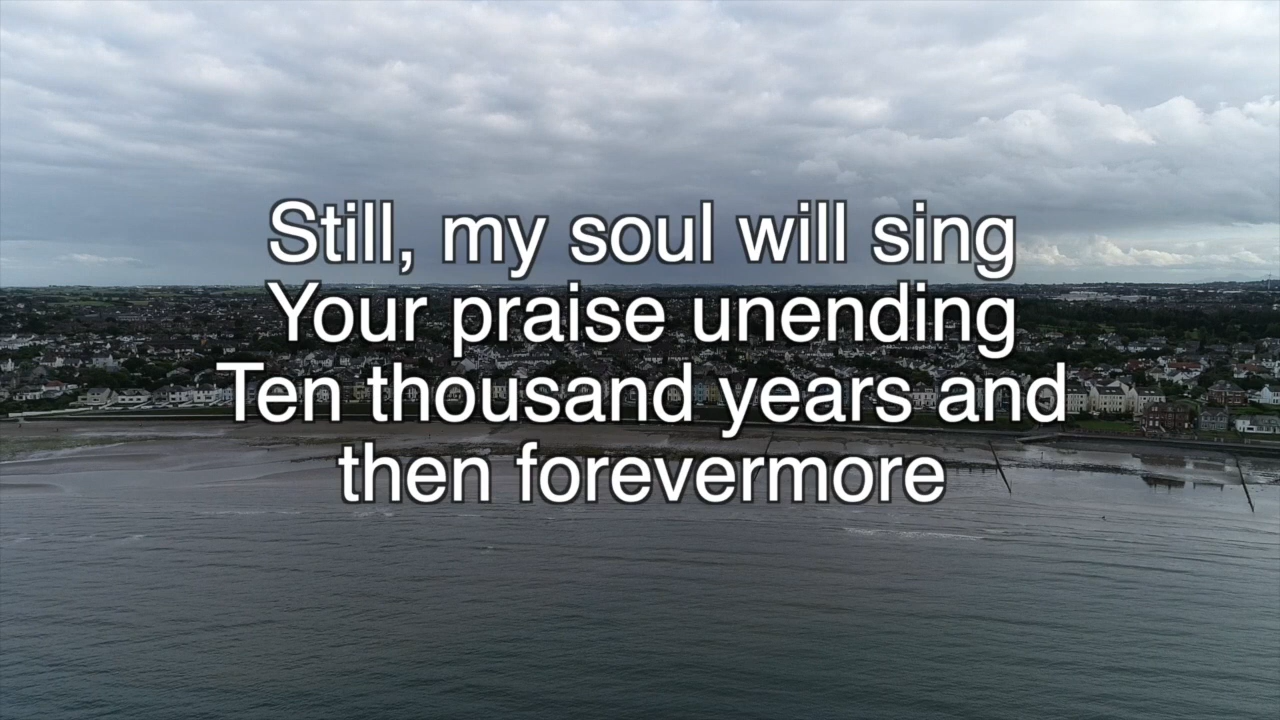 Still, my soul will sing
Your praise unending
Ten thousand years and
then forevermore